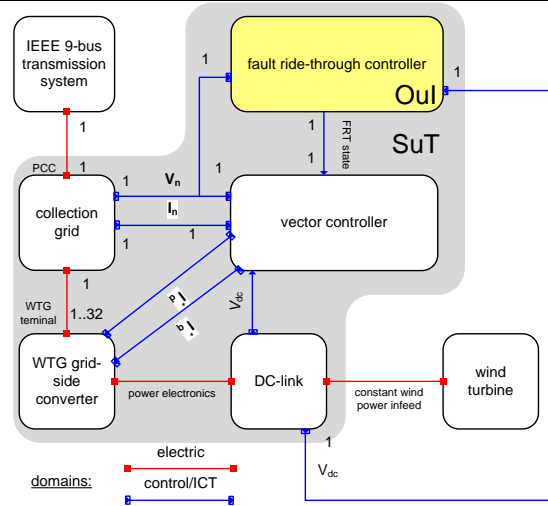 IEEE 9-bus
transmission
system
1
fault ride-through controller
OuI
1
1
SuT
1
FRT state
1
PCC
1
1
Vn
1
In
1
1
collection
grid
vector controller
1
WTG
teminal
1..32
i*d
i*q
Vdc
WTG grid-
side
converter
power electronics
DC-link
constant wind
power infeed
wind
turbine
1
Vdc
electric
domains:
control/ICT